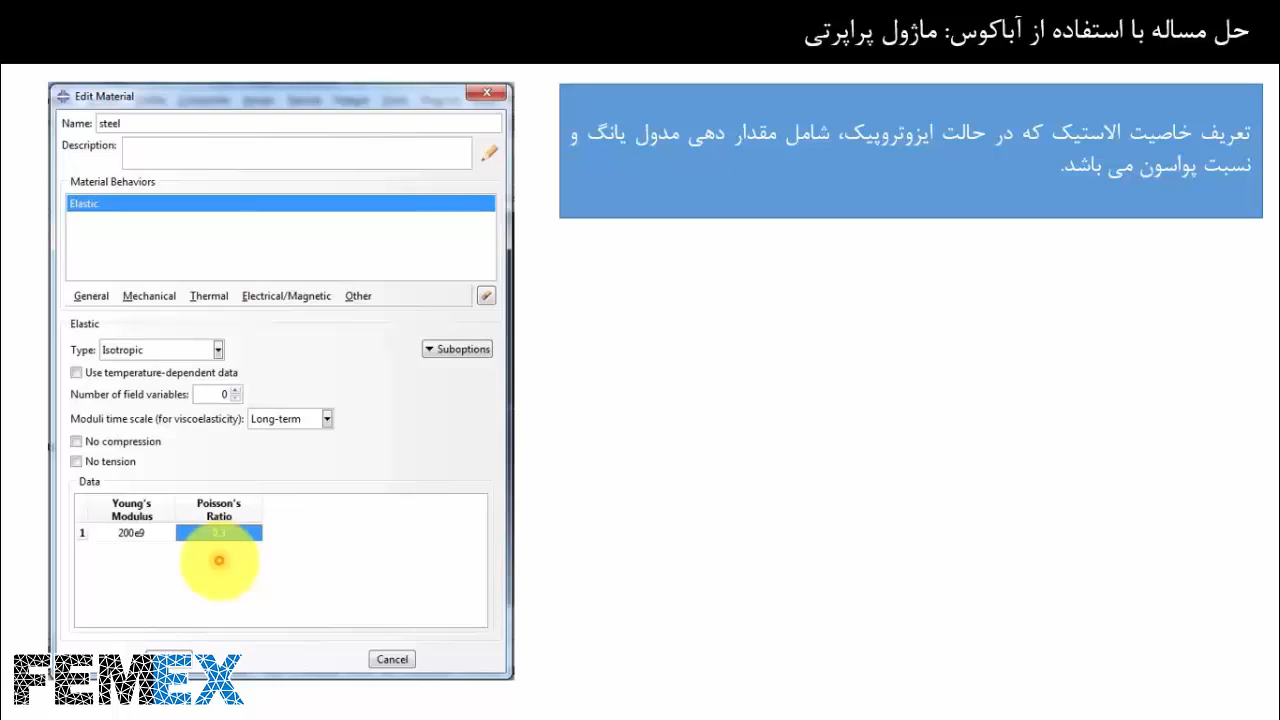 حل مساله با استفاده از آباکوس: ماژول پراپرتی
Edit Material
Name: steel
Description:
Material Behaviors
Elastic
General Mechanical Thermal Electrical/Magnetic Other
Elastic
Type: Isotropic
Suboptions
Use temperature-dependent data
Number of field variables: 0
Moduli time scale (for viscoelasticity): Long-term
No compression
No tension
Data
Young's Modulus
Poisson's Ratio
1 200e9 0.3
Cancel
تعریف خاصیت الاستیک که در حالت ایزوتروپیک، شامل مقدار دهی مدول یانگ و
نسبت پواسون می باشد.
FEMEX